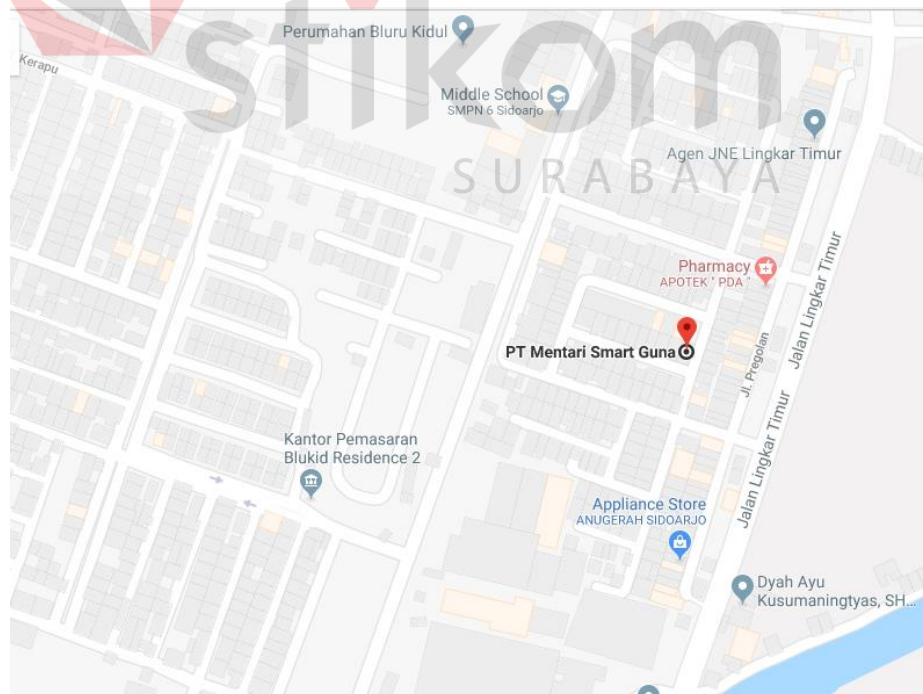 stikom
SURABAYA
Perumahan Bluru Kidul
Kerapu
Middle School
SMPN 6 Sidoarjo
Agen JNE Lingkar Timur
Pharmacy
APOTEK " PDA "
Jalan Lingkar Timur
PT Mentari Smart Guna
Jl. Pregolan
Jalan Lingkar Timur
Kantor Pemasaran
Blukid Residence 2
Appliance Store
ANUGERAH SIDOARJO
Dyah Ayu
Kusumaningtyas, SH...